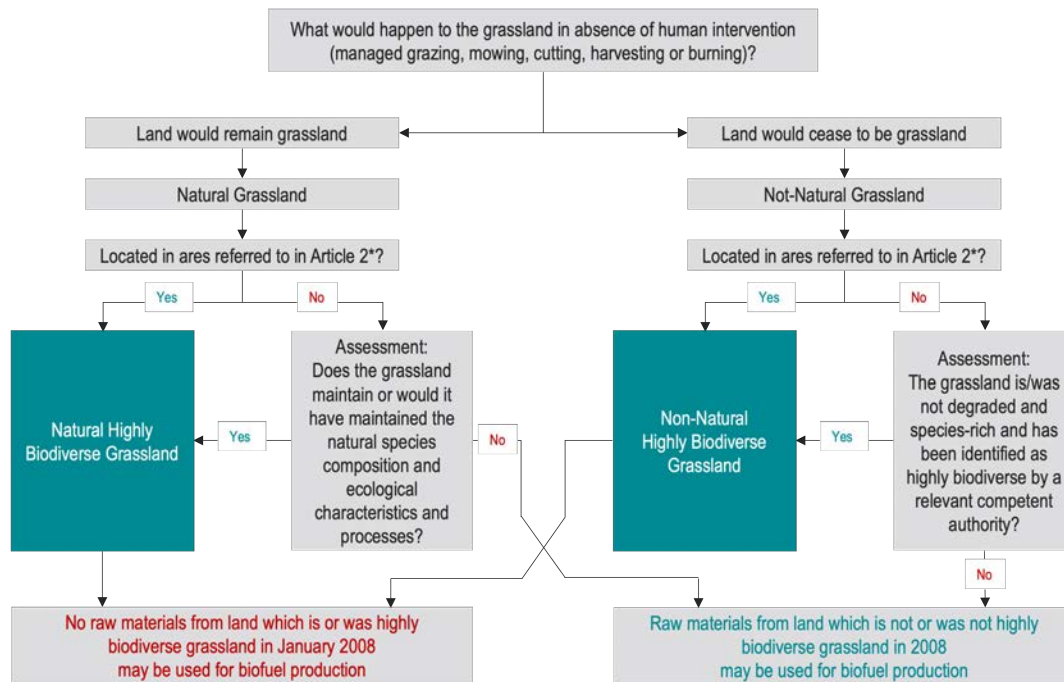 What would happen to the grassland in absence of human intervention
(managed grazing, mowing, cutting, harvesting or burning)?
Land would remain grassland
Land would cease to be grassland
Natural Grassland
Not-Natural Grassland
Located in ares referred to in Article 2*?
Located in ares referred to in Article 2*?
Yes
No
Yes
No
Natural Highly
Biodiverse Grassland
Yes
Assessment:
Does the grassland
maintain or would it
have maintained the
natural species
composition and
ecological
characteristics and
processes?
No
Non-Natural
Highly Biodiverse
Grassland
Yes
Assessment:
The grassland is/was
not degraded and
species-rich and has
been identified as
highly biodiverse by a
relevant competent
authority?
No
No raw materials from land which is or was highly
biodiverse grassland in January 2008
may be used for biofuel production
Raw materials from land which is not or was not highly
biodiverse grassland in 2008
may be used for biofuel production